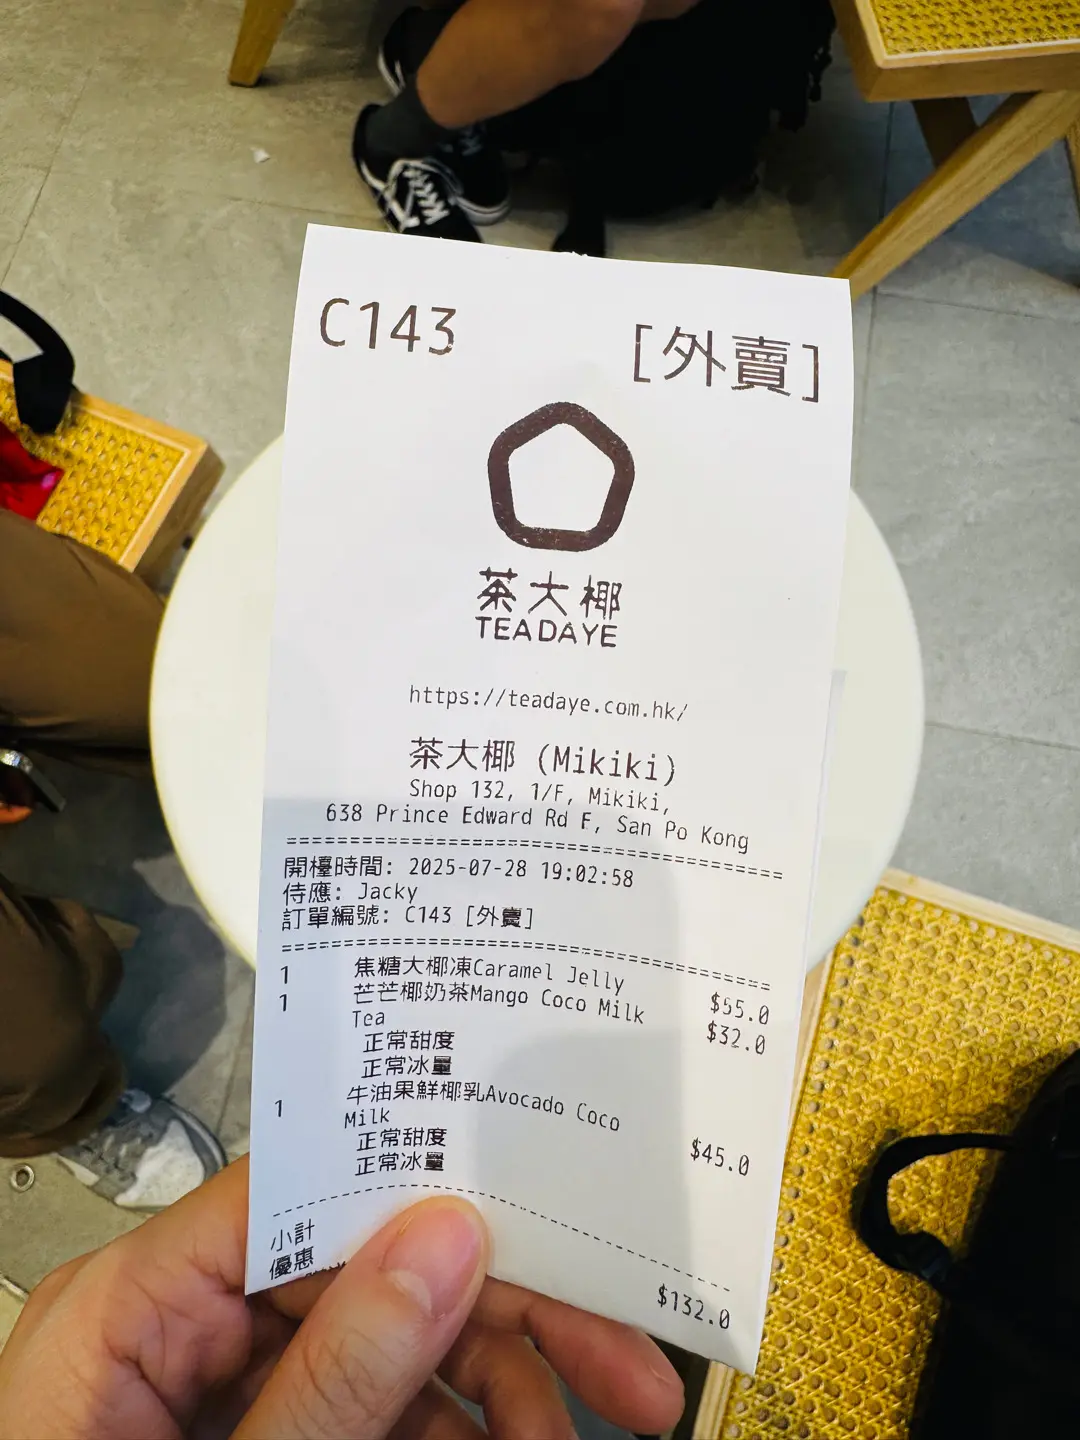 C143 [外賣]
茶大椰
TEADAYE
https://teadaye.com.hk/
茶大椰 (Mikiki)
Shop 132, 1/F, Mikiki,
638 Prince Edward Rd E, San Po Kong
========================================
開檯時間: 2025-07-28 19:02:58
侍應: Jacky
訂單編號: C143 [外賣]
========================================
1 焦糖大椰凍Caramel Jelly $55.0
1 芒芒椰奶茶Mango Coco Milk $32.0
Tea
正常甜度
正常冰量
1 牛油果鮮椰乳Avocado Coco $45.0
Milk
正常甜度
正常冰量
----------------------------------------
小計 $132.0
優惠